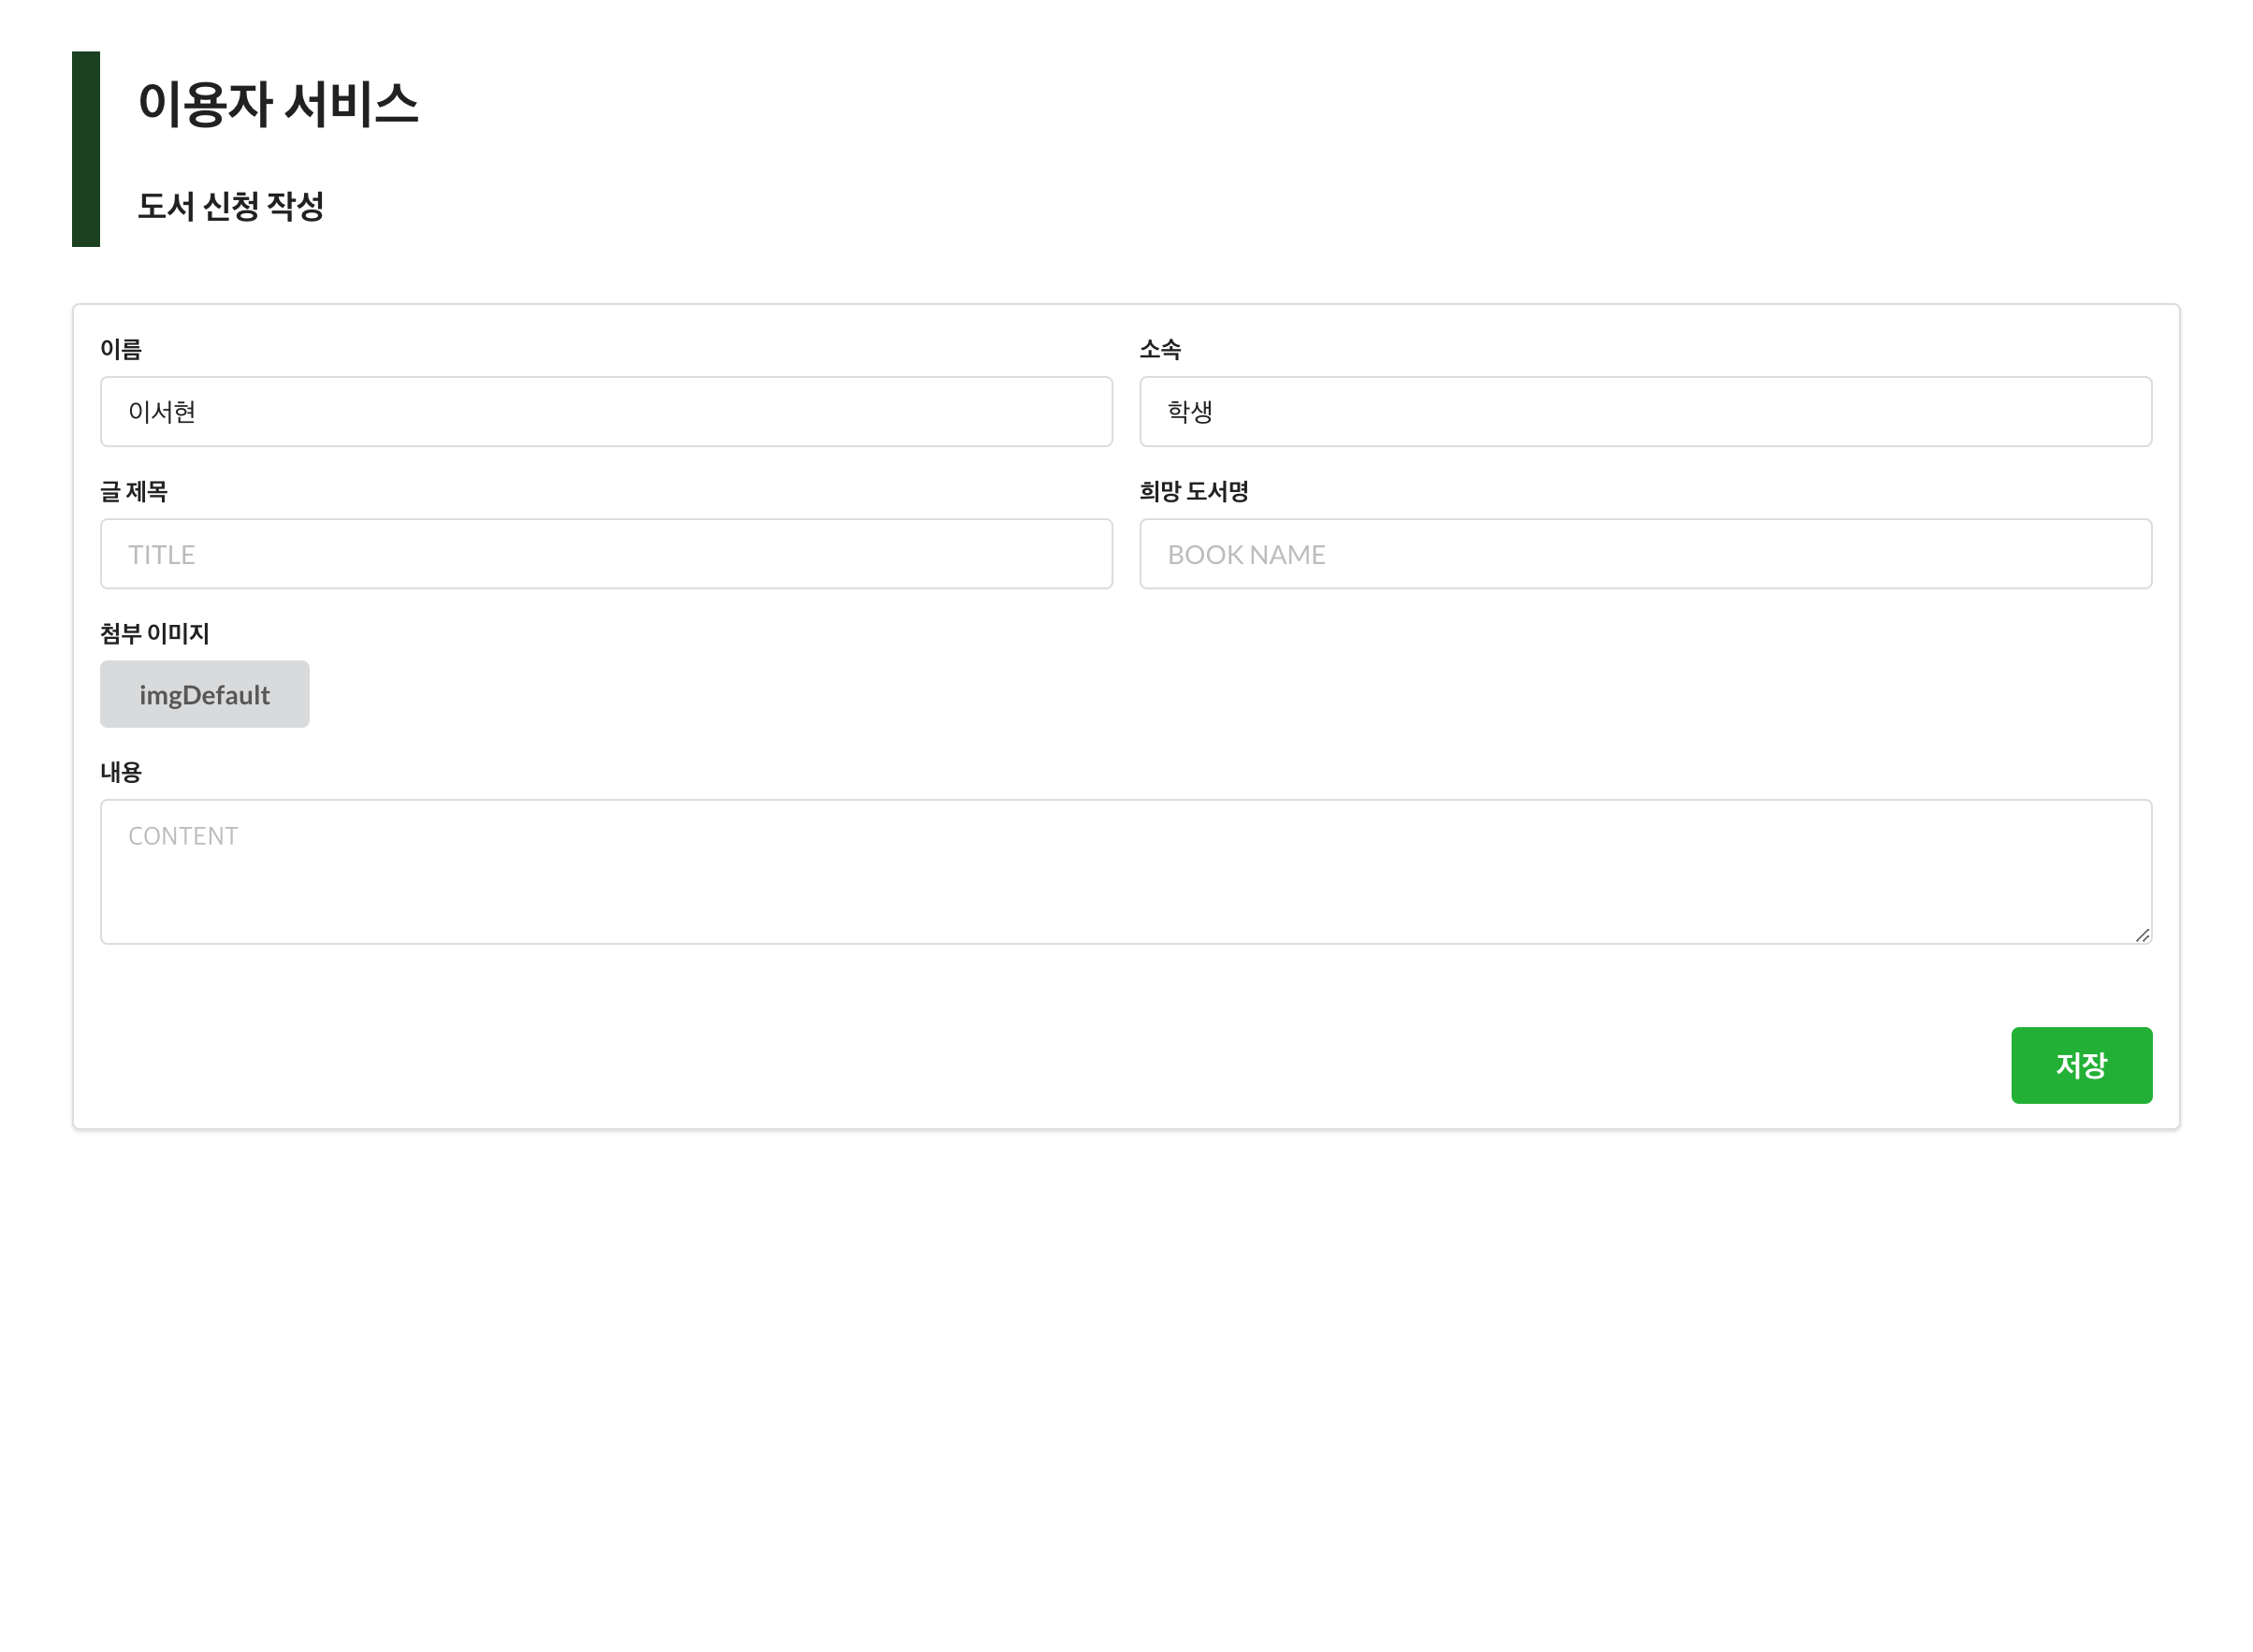 이용자 서비스
도서 신청 작성
이름
소속
이서현
학생
글 제목
희망 도서명
TITLE
BOOK NAME
첨부 이미지
imgDefault
내용
CONTENT
저장